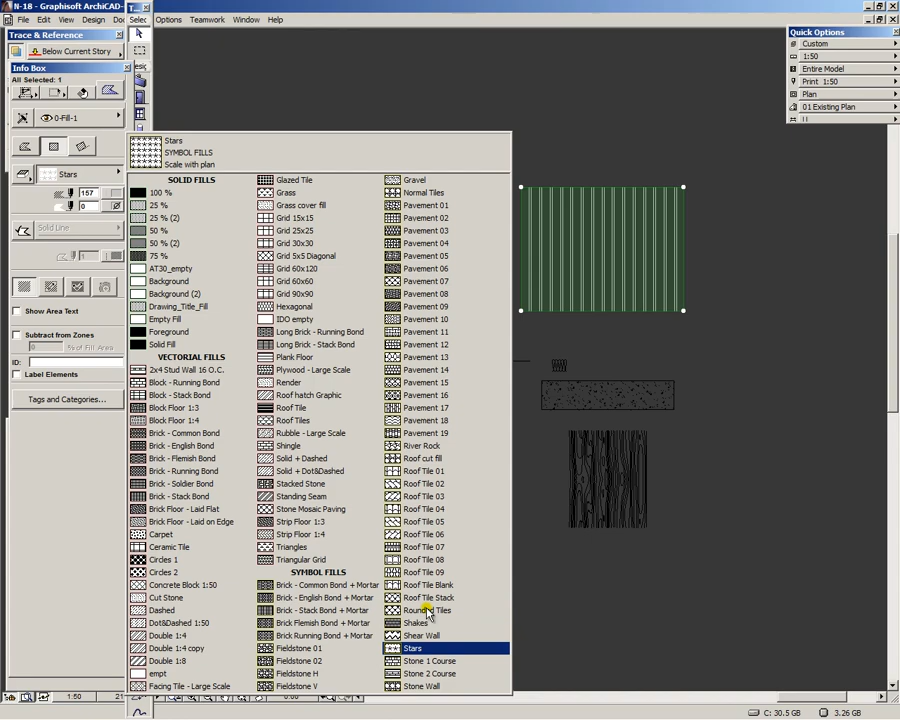 N-18 - Graphisoft ArchiCAD-
T...
File Edit View Design Do
Selec Options Teamwork Window Help
Trace & Reference
Below Current Story
Info Box
All Selected: 1
0-Fill-1
Stars
157
0
Solid Line
1
Show Area Text
Subtract from Zones
0 % of Fill Area
ID:
Label Elements
Tags and Categories...
Stars
SYMBOL FILLS
Scale with plan
SOLID FILLS
100 %
25 %
25 % (2)
50 %
50 % (2)
75 %
AT30_empty
Background
Background (2)
Drawing_Title_Fill
Empty Fill
Foreground
Solid Fill
VECTORIAL FILLS
2x4 Stud Wall 16 O.C.
Block - Running Bond
Block - Stack Bond
Block Floor 1:3
Block Floor 1:4
Brick - Common Bond
Brick - English Bond
Brick - Flemish Bond
Brick - Running Bond
Brick - Soldier Bond
Brick - Stack Bond
Brick Floor - Laid Flat
Brick Floor - Laid on Edge
Carpet
Ceramic Tile
Circles 1
Circles 2
Concrete Block 1:50
Cut Stone
Dashed
Dot&Dashed 1:50
Double 1:4
Double 1:4 copy
Double 1:8
empt
Facing Tile - Large Scale
Glazed Tile
Grass
Grass cover fill
Grid 15x15
Grid 25x25
Grid 30x30
Grid 5x5 Diagonal
Grid 60x120
Grid 60x60
Grid 90x90
Hexagonal
IDO empty
Long Brick - Running Bond
Long Brick - Stack Bond
Plank Floor
Plywood - Large Scale
Render
Roof hatch Graphic
Roof Tile
Roof Tiles
Rubble - Large Scale
Shingle
Solid + Dashed
Solid + Dot&Dashed
Stacked Stone
Standing Seam
Stone Mosaic Paving
Strip Floor 1:3
Strip Floor 1:4
Triangles
Triangular Grid
SYMBOL FILLS
Brick - Common Bond + Mortar
Brick - English Bond + Mortar
Brick - Stack Bond + Mortar
Brick Flemish Bond + Mortar
Brick Running Bond + Mortar
Fieldstone 01
Fieldstone 02
Fieldstone H
Fieldstone V
Gravel
Normal Tiles
Pavement 01
Pavement 02
Pavement 03
Pavement 04
Pavement 05
Pavement 06
Pavement 07
Pavement 08
Pavement 09
Pavement 10
Pavement 11
Pavement 12
Pavement 13
Pavement 14
Pavement 15
Pavement 16
Pavement 17
Pavement 18
Pavement 19
River Rock
Roof cut fill
Roof Tile 01
Roof Tile 02
Roof Tile 03
Roof Tile 04
Roof Tile 05
Roof Tile 06
Roof Tile 07
Roof Tile 08
Roof Tile 09
Roof Tile Blank
Roof Tile Stack
Rounded Tiles
Shakes
Shear Wall
Stars
Stone 1 Course
Stone 2 Course
Stone Wall
Quick Options
Custom
1:50
Entire Model
Print 1:50
Plan
01 Existing Plan
1:50
C: 30.5 GB
3.26 GB